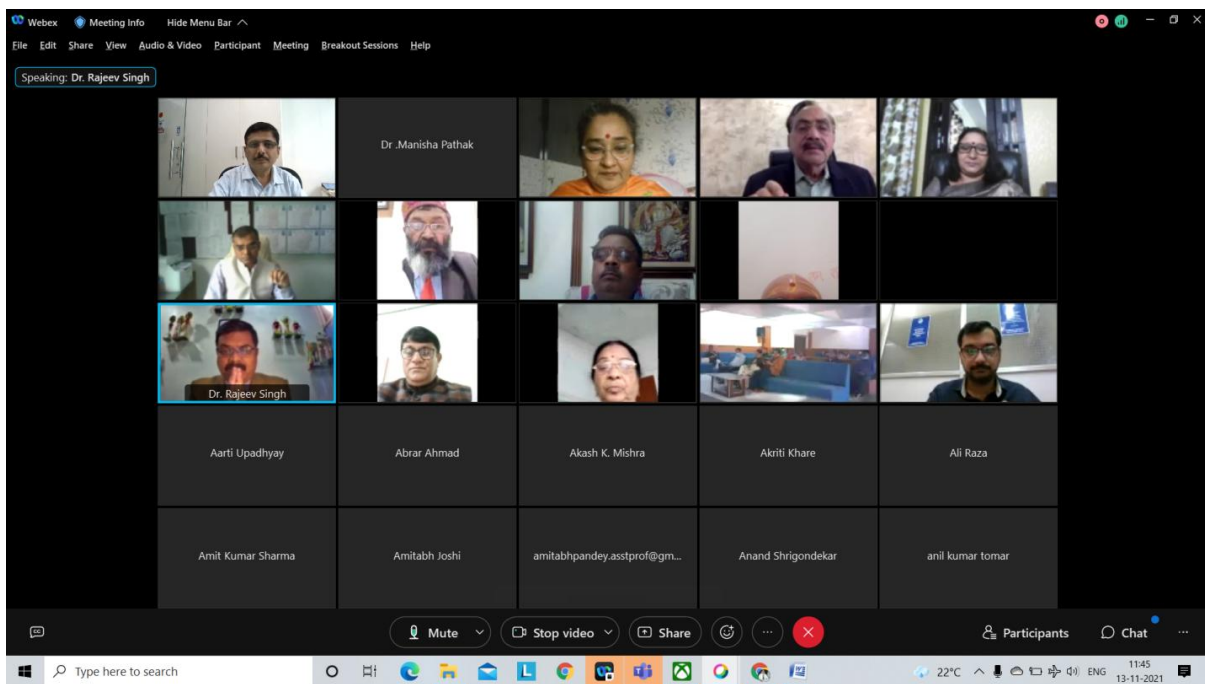 Webex Meeting Info Hide Menu Bar
File Edit Share View Audio & Video Participant Meeting Breakout Sessions Help
Speaking: Dr. Rajeev Singh
Dr .Manisha Pathak
Dr. Rajeev Singh
Aarti Upadhyay
Abrar Ahmad
Akash K. Mishra
Akriti Khare
Ali Raza
Amit Kumar Sharma
Amitabh Joshi
amitabhpandey.asstprof@gm...
Anand Shrigondekar
anil kumar tomar
CC
Mute
Stop video
Share
Participants
Chat
Type here to search
L
22°C
ENG
11:45
13-11-2021